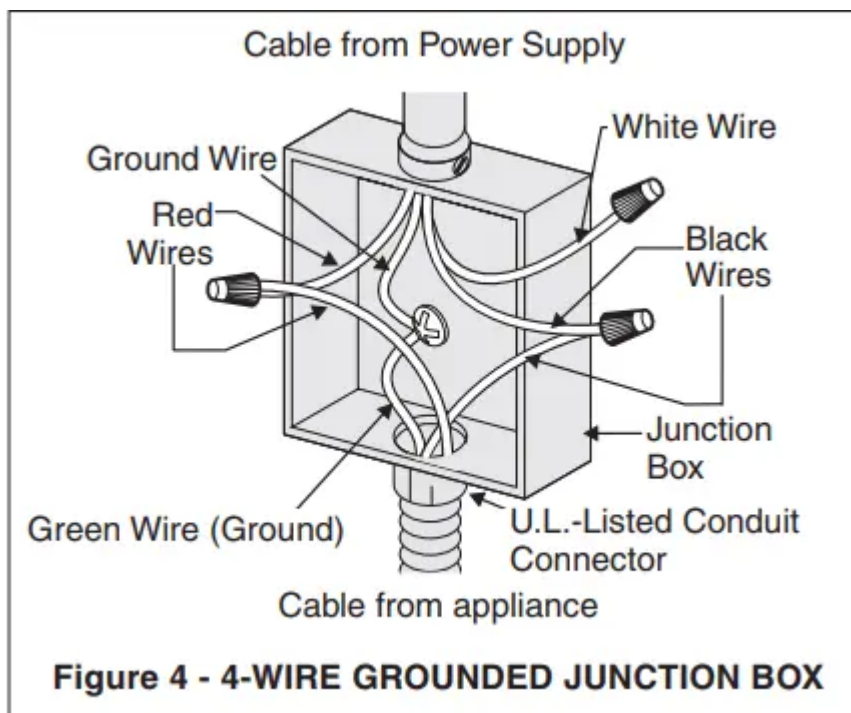 Cable from Power Supply
White Wire
Ground Wire
Red
Wires
Black
Wires
Junction
Box
Green Wire (Ground)
U.L.-Listed Conduit
Connector
Cable from appliance
Figure 4 - 4-WIRE GROUNDED JUNCTION BOX